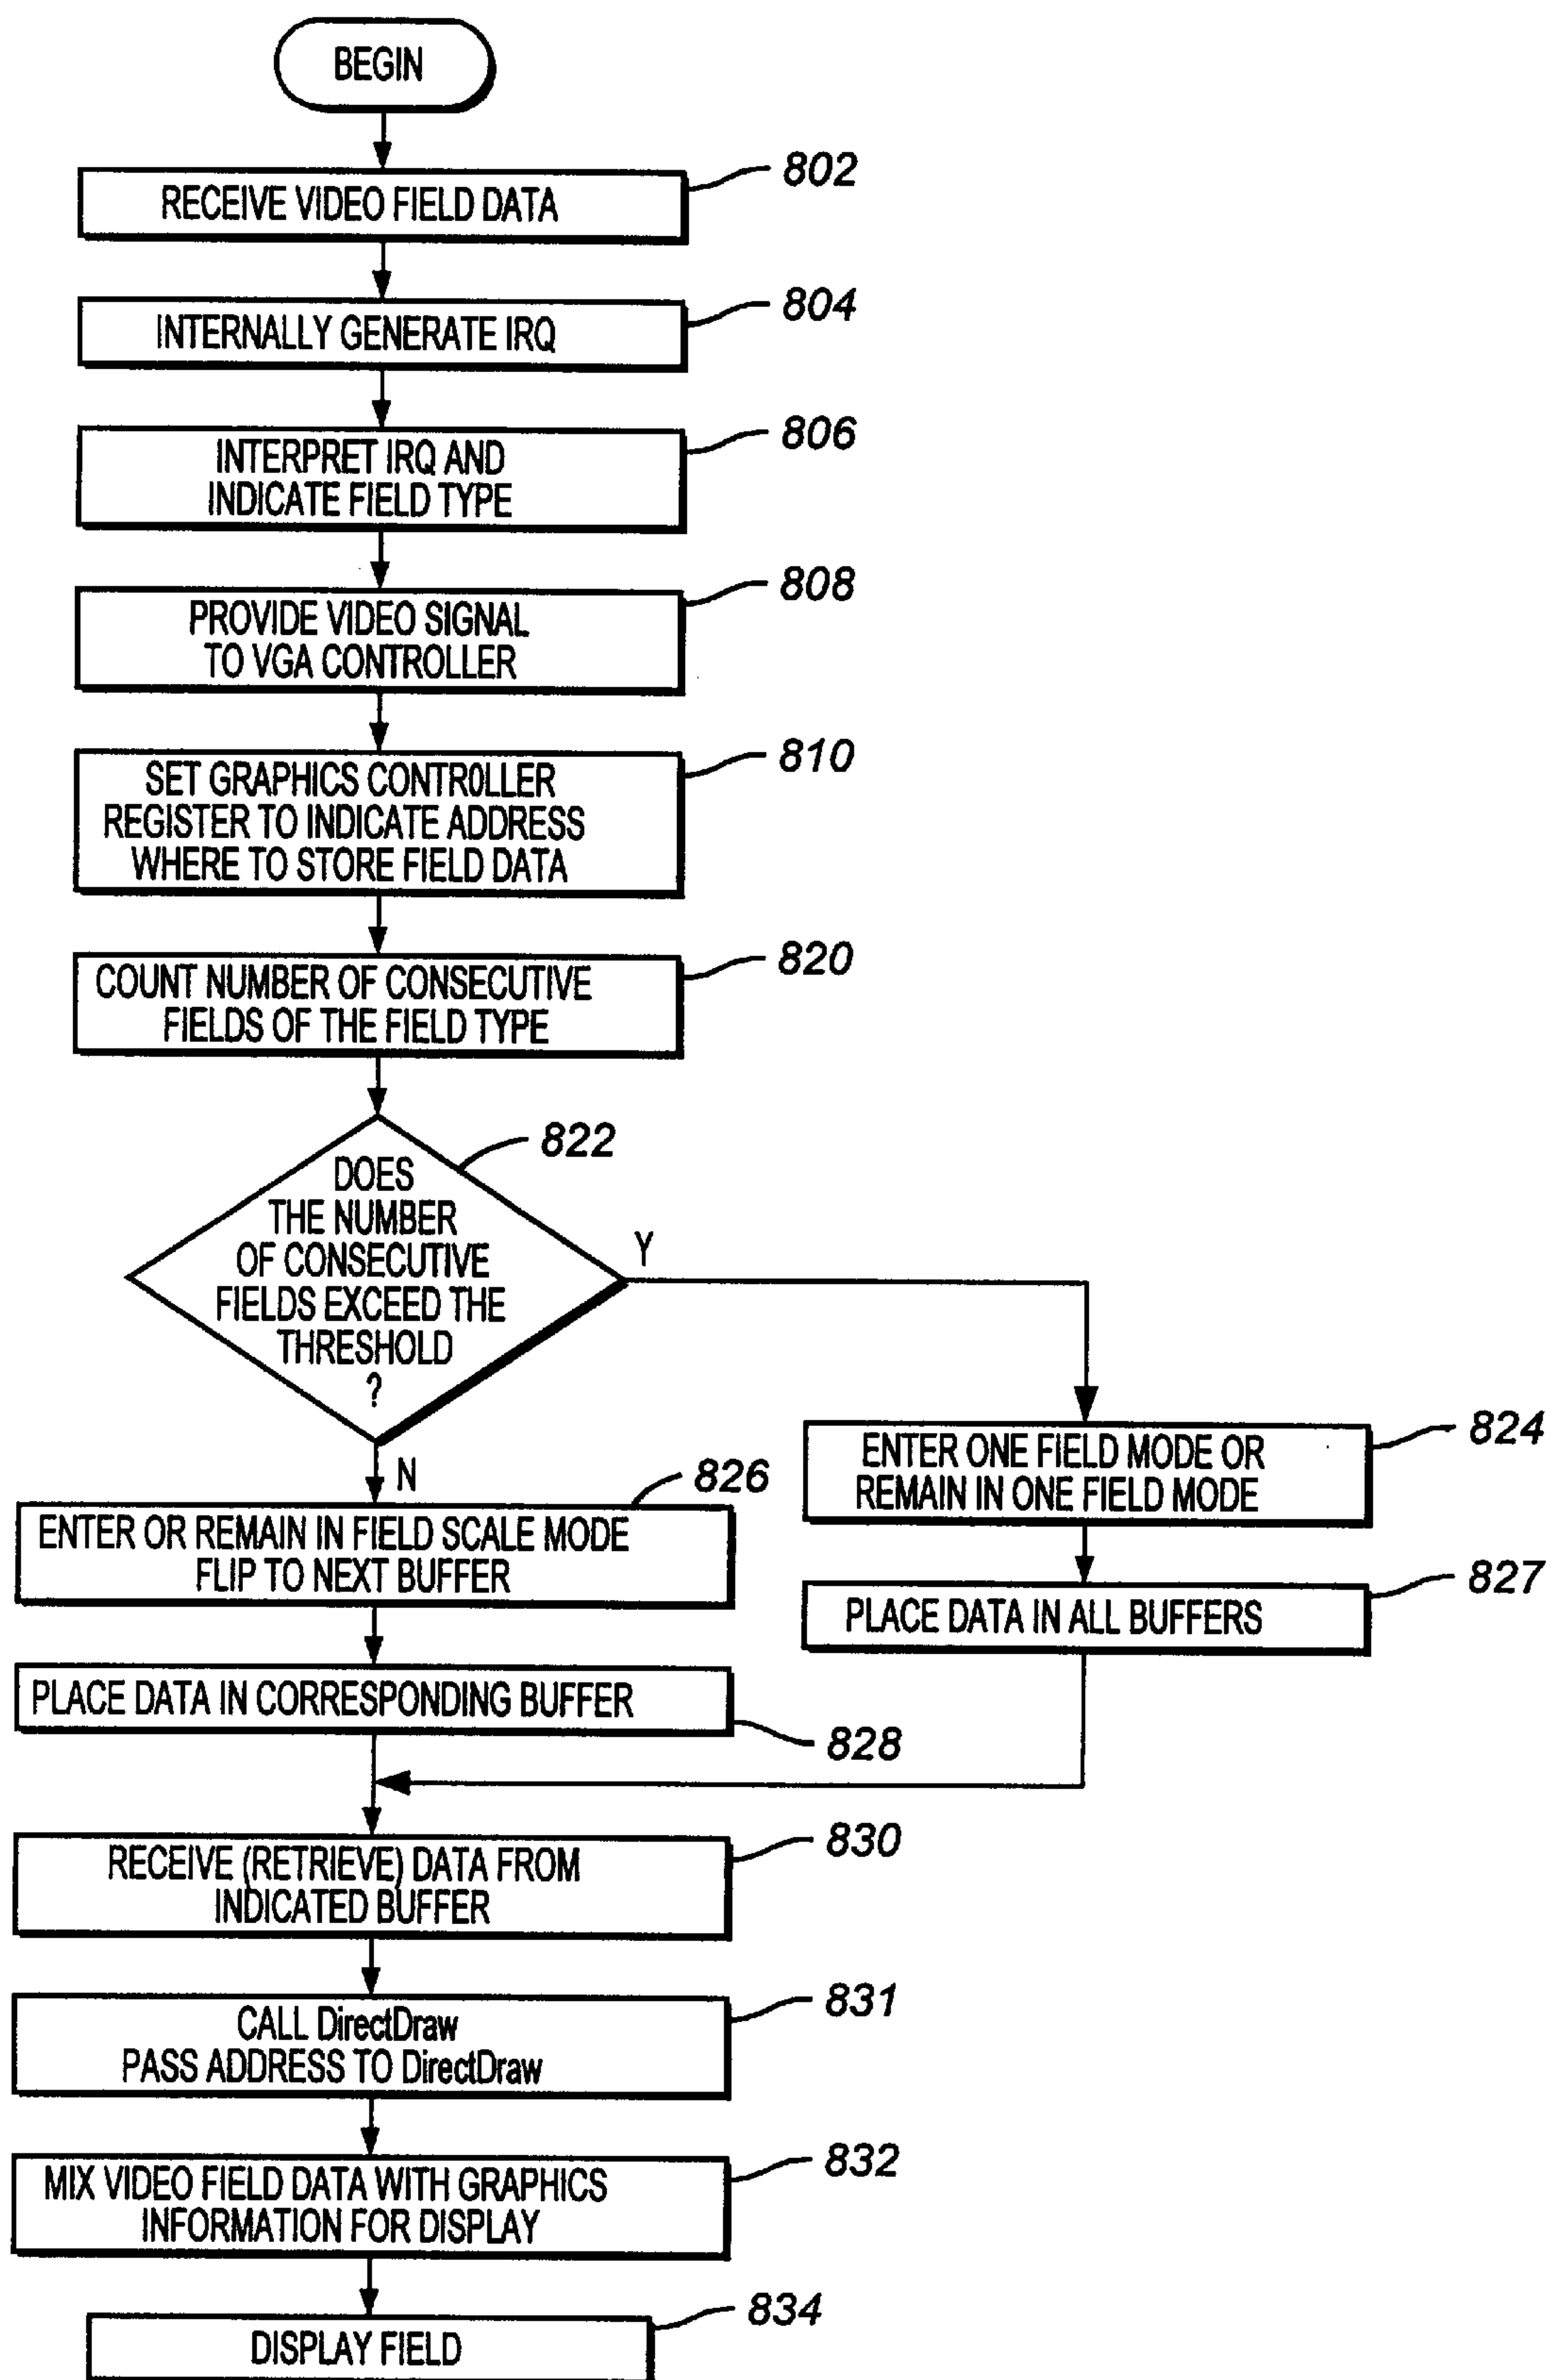 BEGIN
802
RECEIVE VIDEO FIELD DATA
804
INTERNALLY GENERATE IRQ
806
INTERPRET IRQ AND
INDICATE FIELD TYPE
808
PROVIDE VIDEO SIGNAL
TO VGA CONTROLLER
810
SET GRAPHICS CONTROLLER
REGISTER TO INDICATE ADDRESS
WHERE TO STORE FIELD DATA
820
COUNT NUMBER OF CONSECUTIVE
FIELDS OF THE FIELD TYPE
822
DOES
THE NUMBER
OF CONSECUTIVE
FIELDS EXCEED THE
THRESHOLD
?
Y
N
824
ENTER ONE FIELD MODE OR
REMAIN IN ONE FIELD MODE
826
ENTER OR REMAIN IN FIELD SCALE MODE
FLIP TO NEXT BUFFER
827
PLACE DATA IN ALL BUFFERS
PLACE DATA IN CORRESPONDING BUFFER
828
830
RECEIVE (RETRIEVE) DATA FROM
INDICATED BUFFER
831
CALL DirectDraw
PASS ADDRESS TO DirectDraw
832
MIX VIDEO FIELD DATA WITH GRAPHICS
INFORMATION FOR DISPLAY
834
DISPLAY FIELD